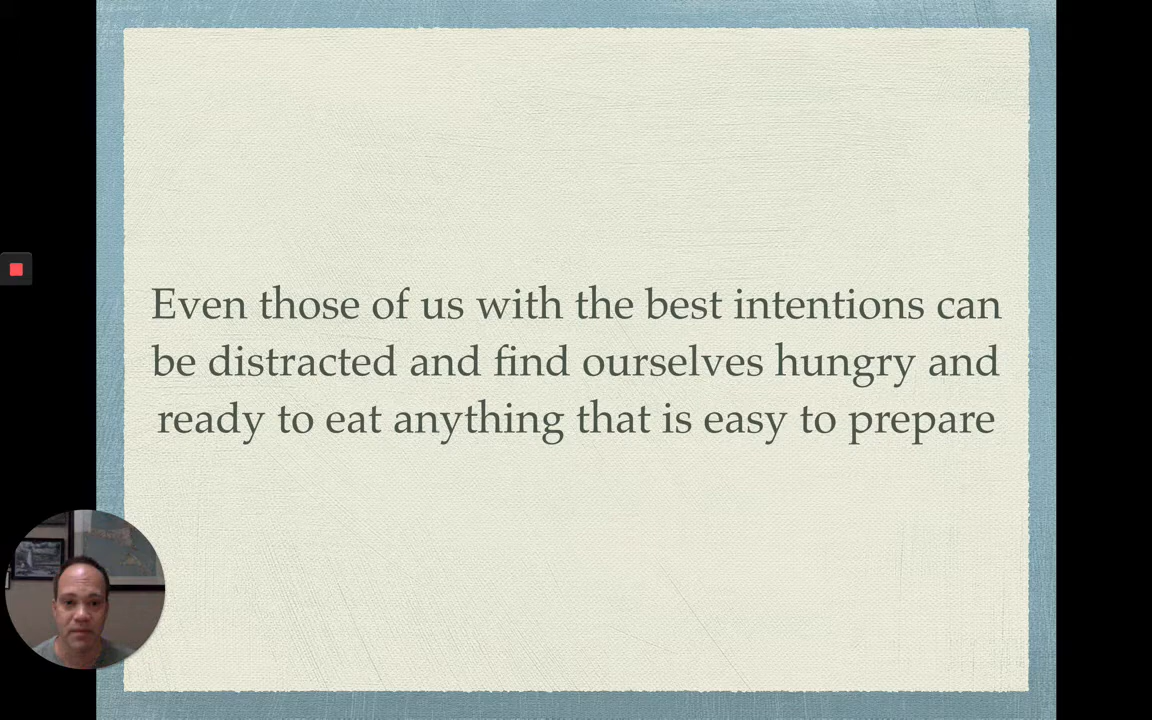 Even those of us with the best intentions can
be distracted and find ourselves hungry and
ready to eat anything that is easy to prepare